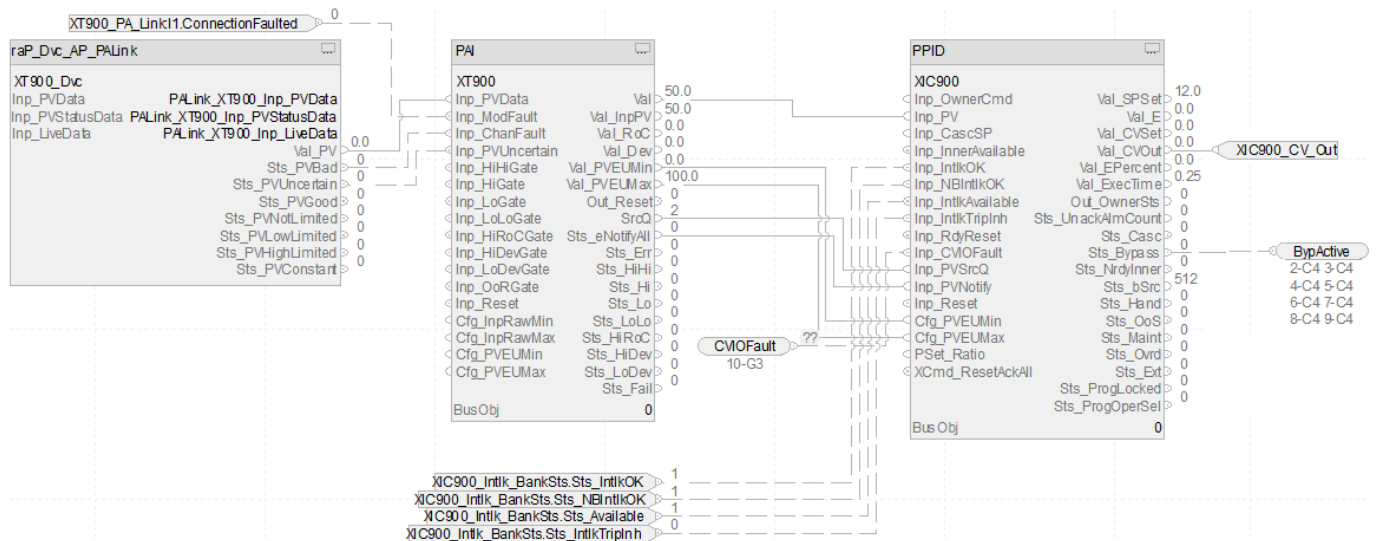 XT900_PA_Link:I1.ConnectionFaulted
0
raP_Dvc_AP_PALink
XT900_Dvc
Inp_PVData PALink_XT900_Inp_PVData
Inp_PVStatusData PALink_XT900_Inp_PVStatusData
Inp_LiveData PALink_XT900_Inp_LiveData
Val_PV 0.0
Sts_PVBad 0
Sts_PVUncertain 0
Sts_PVGood 0
Sts_PVNotLimited 0
Sts_PVLowLimited 0
Sts_PVHighLimited 0
Sts_PVConstant 0
PAI
XT900
Inp_PVData Val 50.0
Inp_ModFault Val_InpPV 50.0
Inp_ChanFault Val_RoC 0.0
Inp_PVUncertain Val_Dev 0.0
Inp_HiHiGate Val_PVEUMin 0.0
Inp_HiGate Val_PVEUMax 100.0
Inp_LoGate Out_Reset 0
Inp_LoLoGate SrcQ 2
Inp_HiRoCGate Sts_eNotifyAll 0
Inp_HiDevGate Sts_Err 0
Inp_LoDevGate Sts_HiHi 0
Inp_OoRGate Sts_Hi 0
Inp_Reset Sts_Lo 0
Cfg_InpRawMin Sts_LoLo 0
Cfg_InpRawMax Sts_HiRoC 0
Cfg_PVEUMin Sts_HiDev 0
Cfg_PVEUMax Sts_LoDev 0
Sts_Fail 0
BusObj 0
CVIOFault
10-G3
??
PPID
XIC900
Inp_OwnerCmd Val_SPSet 12.0
Inp_PV Val_E 0.0
Inp_CascSP Val_CVSet 0.0
Inp_InnerAvailable Val_CVOut 0.0
Inp_IntlkOK Val_EPercent 0.0
Inp_NBIntlkOK Val_ExecTime 0.25
Inp_IntlkAvailable Out_OwnerSts 0
Inp_IntlkTripInh Sts_UnackAlmCount 0
Inp_RdyReset Sts_Casc 0
Inp_CVIOFault Sts_Bypass 0
Inp_PVSrcQ Sts_NrdyInner 0
Inp_PVNotify Sts_bSrc 512
Inp_Reset Sts_Hand 0
Cfg_PVEUMin Sts_OoS 0
Cfg_PVEUMax Sts_Maint 0
PSet_Ratio Sts_Ovrd 0
XCmd_ResetAckAll Sts_Ext 0
Sts_ProgLocked 0
Sts_ProgOperSel 0
BusObj 0
XIC900_CV_Out
BypActive
2-C4 3-C4
4-C4 5-C4
6-C4 7-C4
8-C4 9-C4
XIC900_Intlk_BankSts.Sts_IntlkOK 1
XIC900_Intlk_BankSts.Sts_NBIntlkOK 1
XIC900_Intlk_BankSts.Sts_Available 1
XIC900_Intlk_BankSts.Sts_IntlkTripInh 0